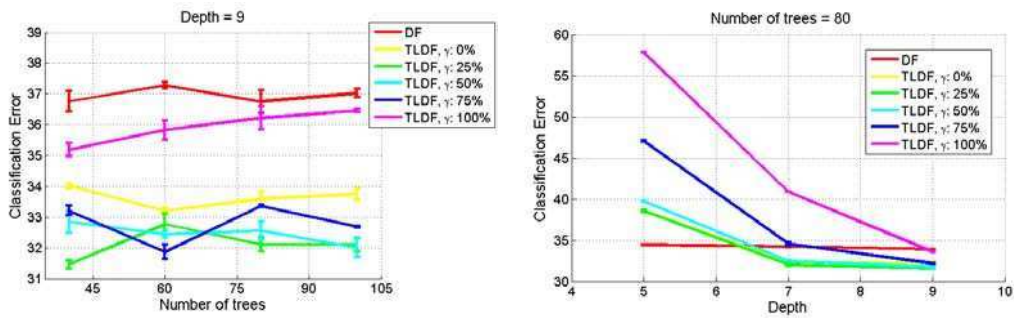 Depth = 9
Classification Error
39
38
37
36
35
34
33
32
31
45
60
75
90
105
Number of trees
DF
TLDF, γ: 0%
TLDF, γ: 25%
TLDF, γ: 50%
TLDF, γ: 75%
TLDF, γ: 100%
Number of trees = 80
Classification Error
60
55
50
45
40
35
30
4
5
6
7
8
9
10
Depth
DF
TLDF, γ: 0%
TLDF, γ: 25%
TLDF, γ: 50%
TLDF, γ: 75%
TLDF, γ: 100%